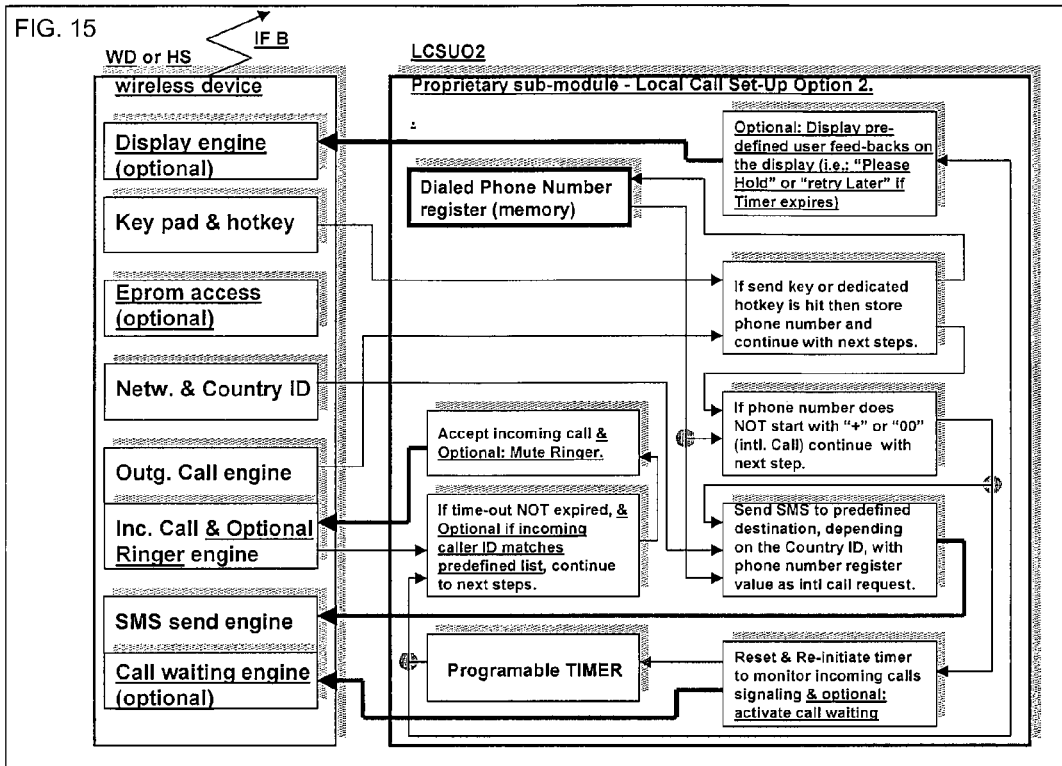 FIG. 15
IF B
WD or HS
wireless device
Display engine
(optional)
Key pad & hotkey
Eprom access
(optional)
Netw. & Country ID
Outg. Call engine
Inc. Call & Optional
Ringer engine
SMS send engine
Call waiting engine
(optional)
LCSUO2
Proprietary sub-module - Local Call Set-Up Option 2.
.
Optional: Display pre-
defined user feed-backs on
the display (i.e.: "Please
Hold" or "retry Later" if
Timer expires)
Dialed Phone Number
register (memory)
If send key or dedicated
hotkey is hit then store
phone number and
continue with next steps.
If phone number does
NOT start with "+" or "00"
(intl. Call) continue with
next step.
Accept incoming call &
Optional: Mute Ringer.
If time-out NOT expired, &
Optional if incoming
caller ID matches
predefined list, continue
to next steps.
Send SMS to predefined
destination, depending
on the Country ID, with
phone number register
value as intl call request.
Programable TIMER
Reset & Re-initiate timer
to monitor incoming calls
signaling & optional:
activate call waiting